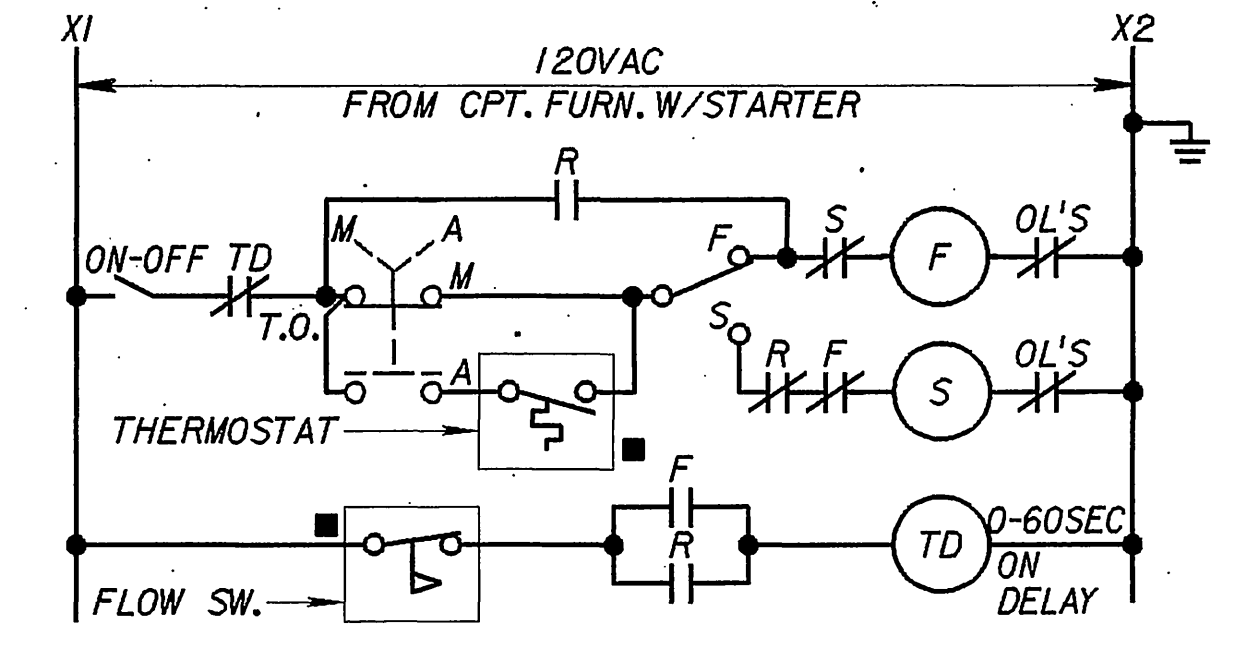 X1
X2
120VAC
FROM CPT. FURN. W/STARTER
R
M A
ON-OFF TD
T.O.
M
F
S
F
OL'S
S
A
R F
S
OL'S
THERMOSTAT
F
R
TD
0-60SEC
ON
DELAY
FLOW SW.